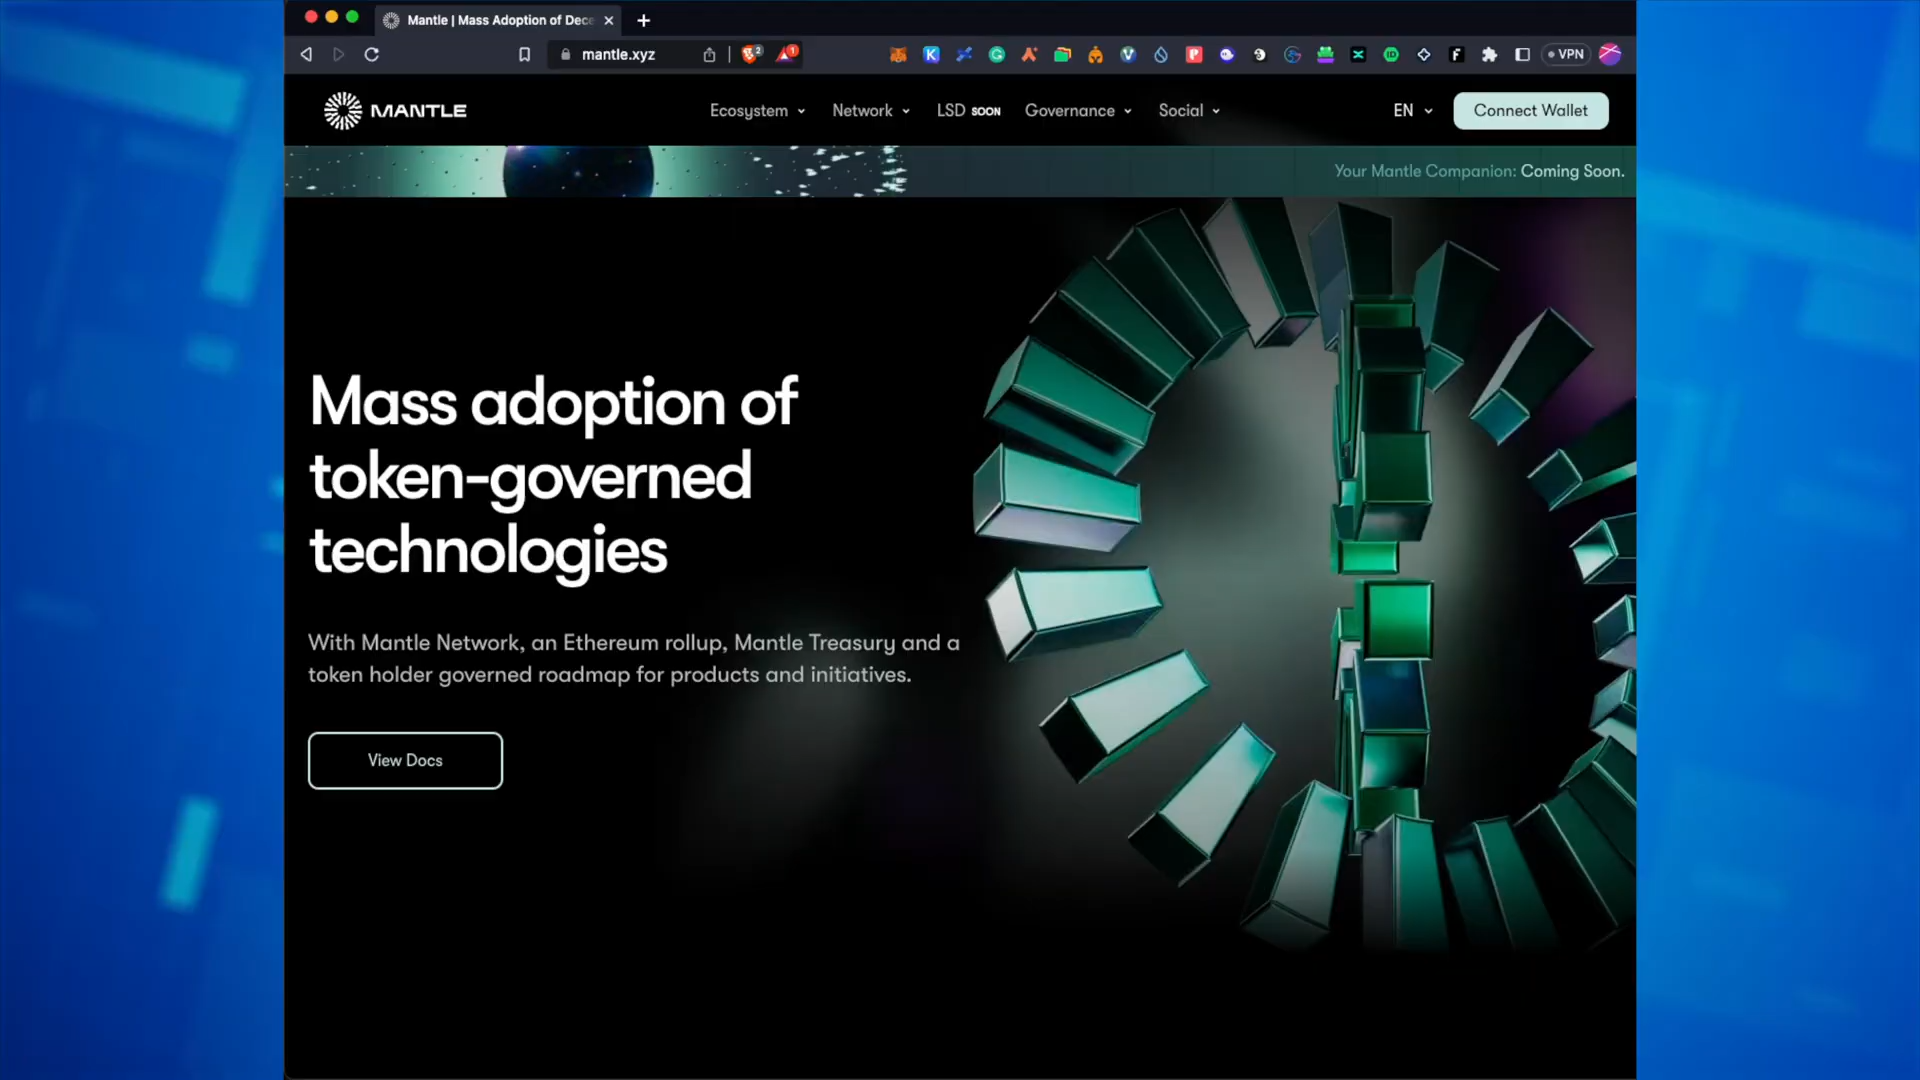 Mantle | Mass Adoption of Dece
mantle.xyz
2
1
VPN
MANTLE
Ecosystem
Network
LSD SOON
Governance
Social
EN
Connect Wallet
Your Mantle Companion: Coming Soon.
Mass adoption of
token-governed
technologies
With Mantle Network, an Ethereum rollup, Mantle Treasury and a
token holder governed roadmap for products and initiatives.
View Docs